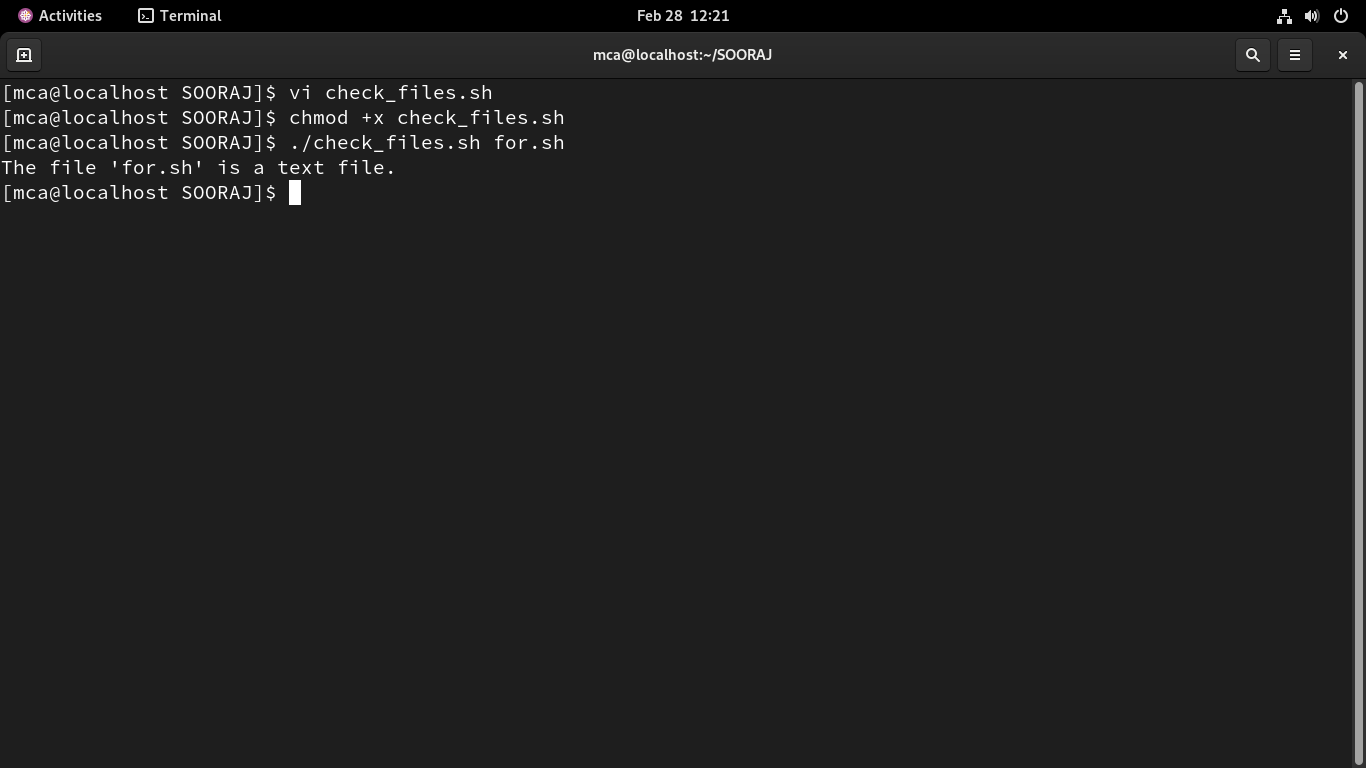 Activities
Terminal
Feb 28 12:21
mca@localhost:~/SOORAJ
[mca@localhost SOORAJ]$ vi check_files.sh
[mca@localhost SOORAJ]$ chmod +x check_files.sh
[mca@localhost SOORAJ]$ ./check_files.sh for.sh
The file 'for.sh' is a text file.
[mca@localhost SOORAJ]$